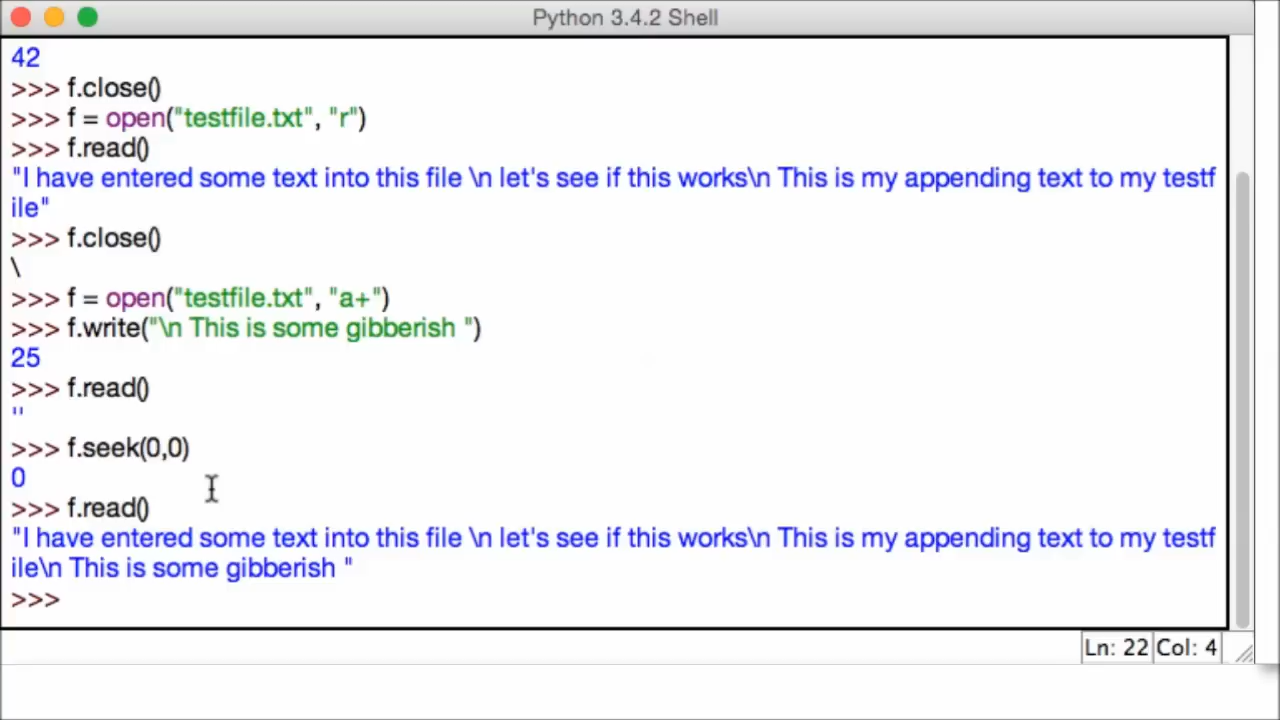 Python 3.4.2 Shell
42
>>> f.close()
>>> f = open("testfile.txt", "r")
>>> f.read()
"I have entered some text into this file \n let's see if this works\n This is my appending text to my testf
ile"
>>> f.close()
\
>>> f = open("testfile.txt", "a+")
>>> f.write("\n This is some gibberish ")
25
>>> f.read()
''
>>> f.seek(0,0)
0
>>> f.read()
"I have entered some text into this file \n let's see if this works\n This is my appending text to my testf
ile\n This is some gibberish "
>>>
Ln: 22 Col: 4